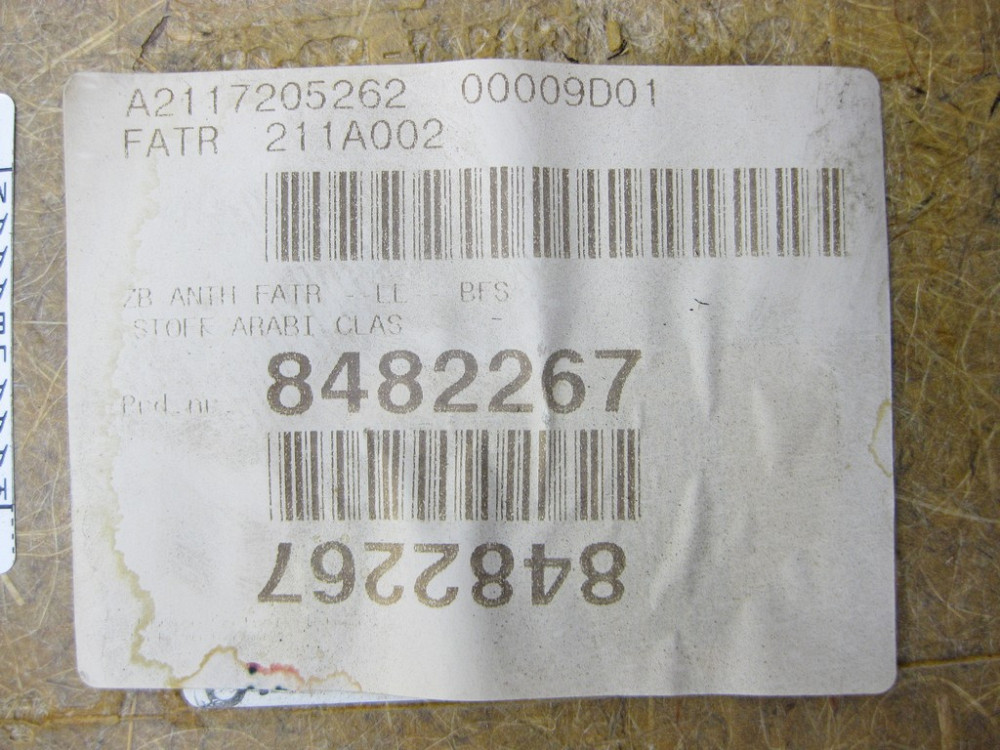 A2117205262 00009D01
FATR 211A002
ZB ANTH FATR LL BFS
STOFF ARABI CLAS -
Prd.nr. 8482267
8482267